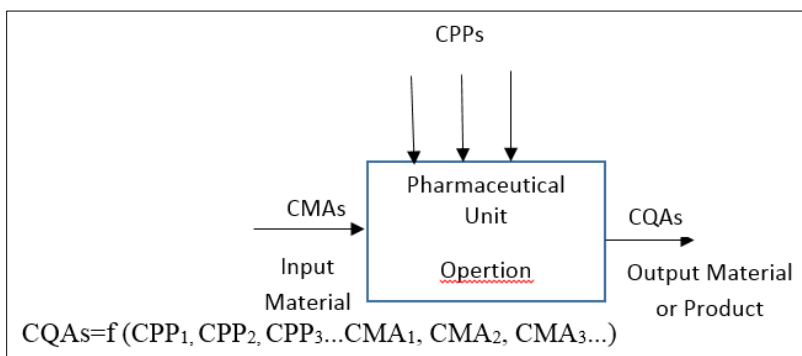 CPPs
Pharmaceutical
Unit
Opertion
CMAs
Input
Material
CQAs
Output Material
or Product
CQAs=f (CPP1, CPP2, CPP3...CMA1, CMA2, CMA3...)